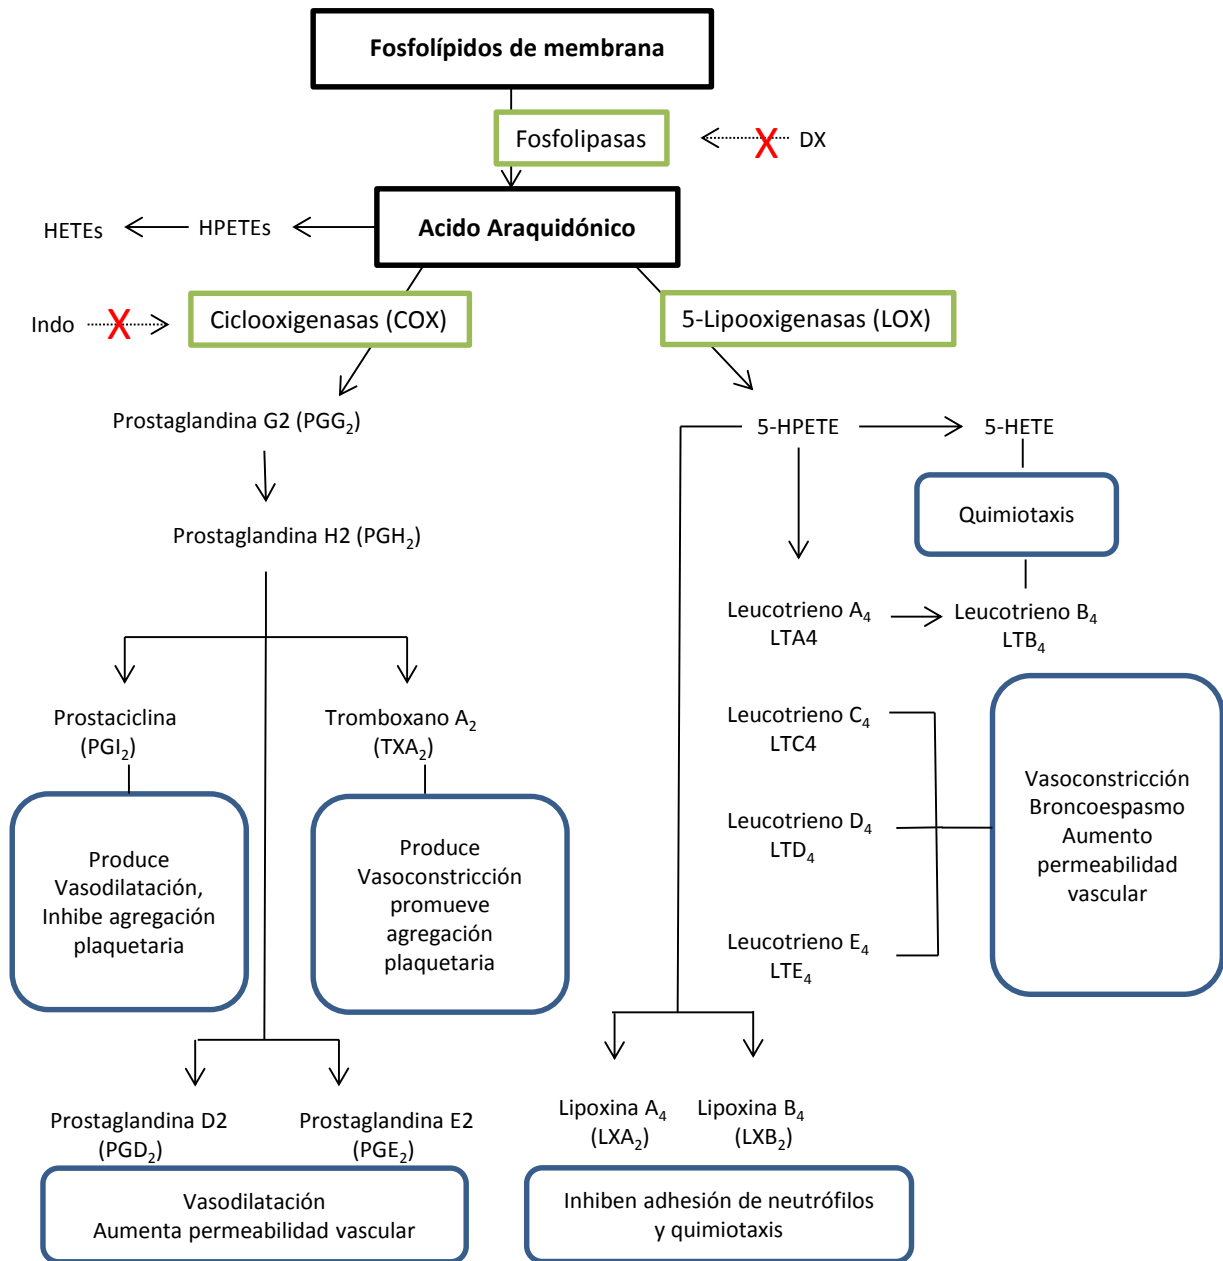 Fosfolípidos de membrana
Fosfolipasas
X
DX
Acido Araquidónico
HETEs
HPETEs
Indo
X
Ciclooxigenasas (COX)
5-Lipooxigenasas (LOX)
Prostaglandina G2 (PGG₂)
5-HPETE
5-HETE
Quimiotaxis
Prostaglandina H2 (PGH₂)
Leucotrieno A₄
LTA4
Leucotrieno B₄
LTB₄
Prostaciclina
(PGI₂)
Tromboxano A₂
(TXA₂)
Leucotrieno C₄
LTC4
Leucotrieno D₄
LTD₄
Leucotrieno E₄
LTE₄
Vasoconstricción
Broncoespasmo
Aumento
permeabilidad
vascular
Produce
Vasodilatación,
Inhibe agregación
plaquetaria
Produce
Vasoconstricción
promueve
agregación
plaquetaria
Prostaglandina D2
(PGD₂)
Prostaglandina E2
(PGE₂)
Lipoxina A₄
(LXA₂)
Lipoxina B₄
(LXB₂)
Vasodilatación
Aumenta permeabilidad vascular
Inhiben adhesión de neutrófilos
y quimiotaxis